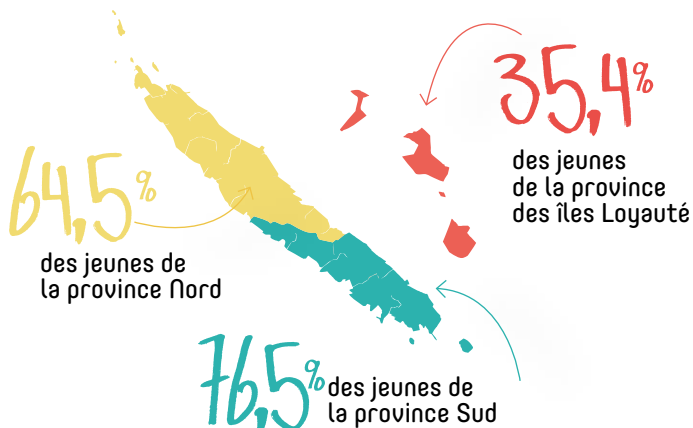 35,4%
des jeunes
de la province
des îles Loyauté
64,5%
des jeunes de
la province Nord
76,5%
des jeunes de
la province Sud